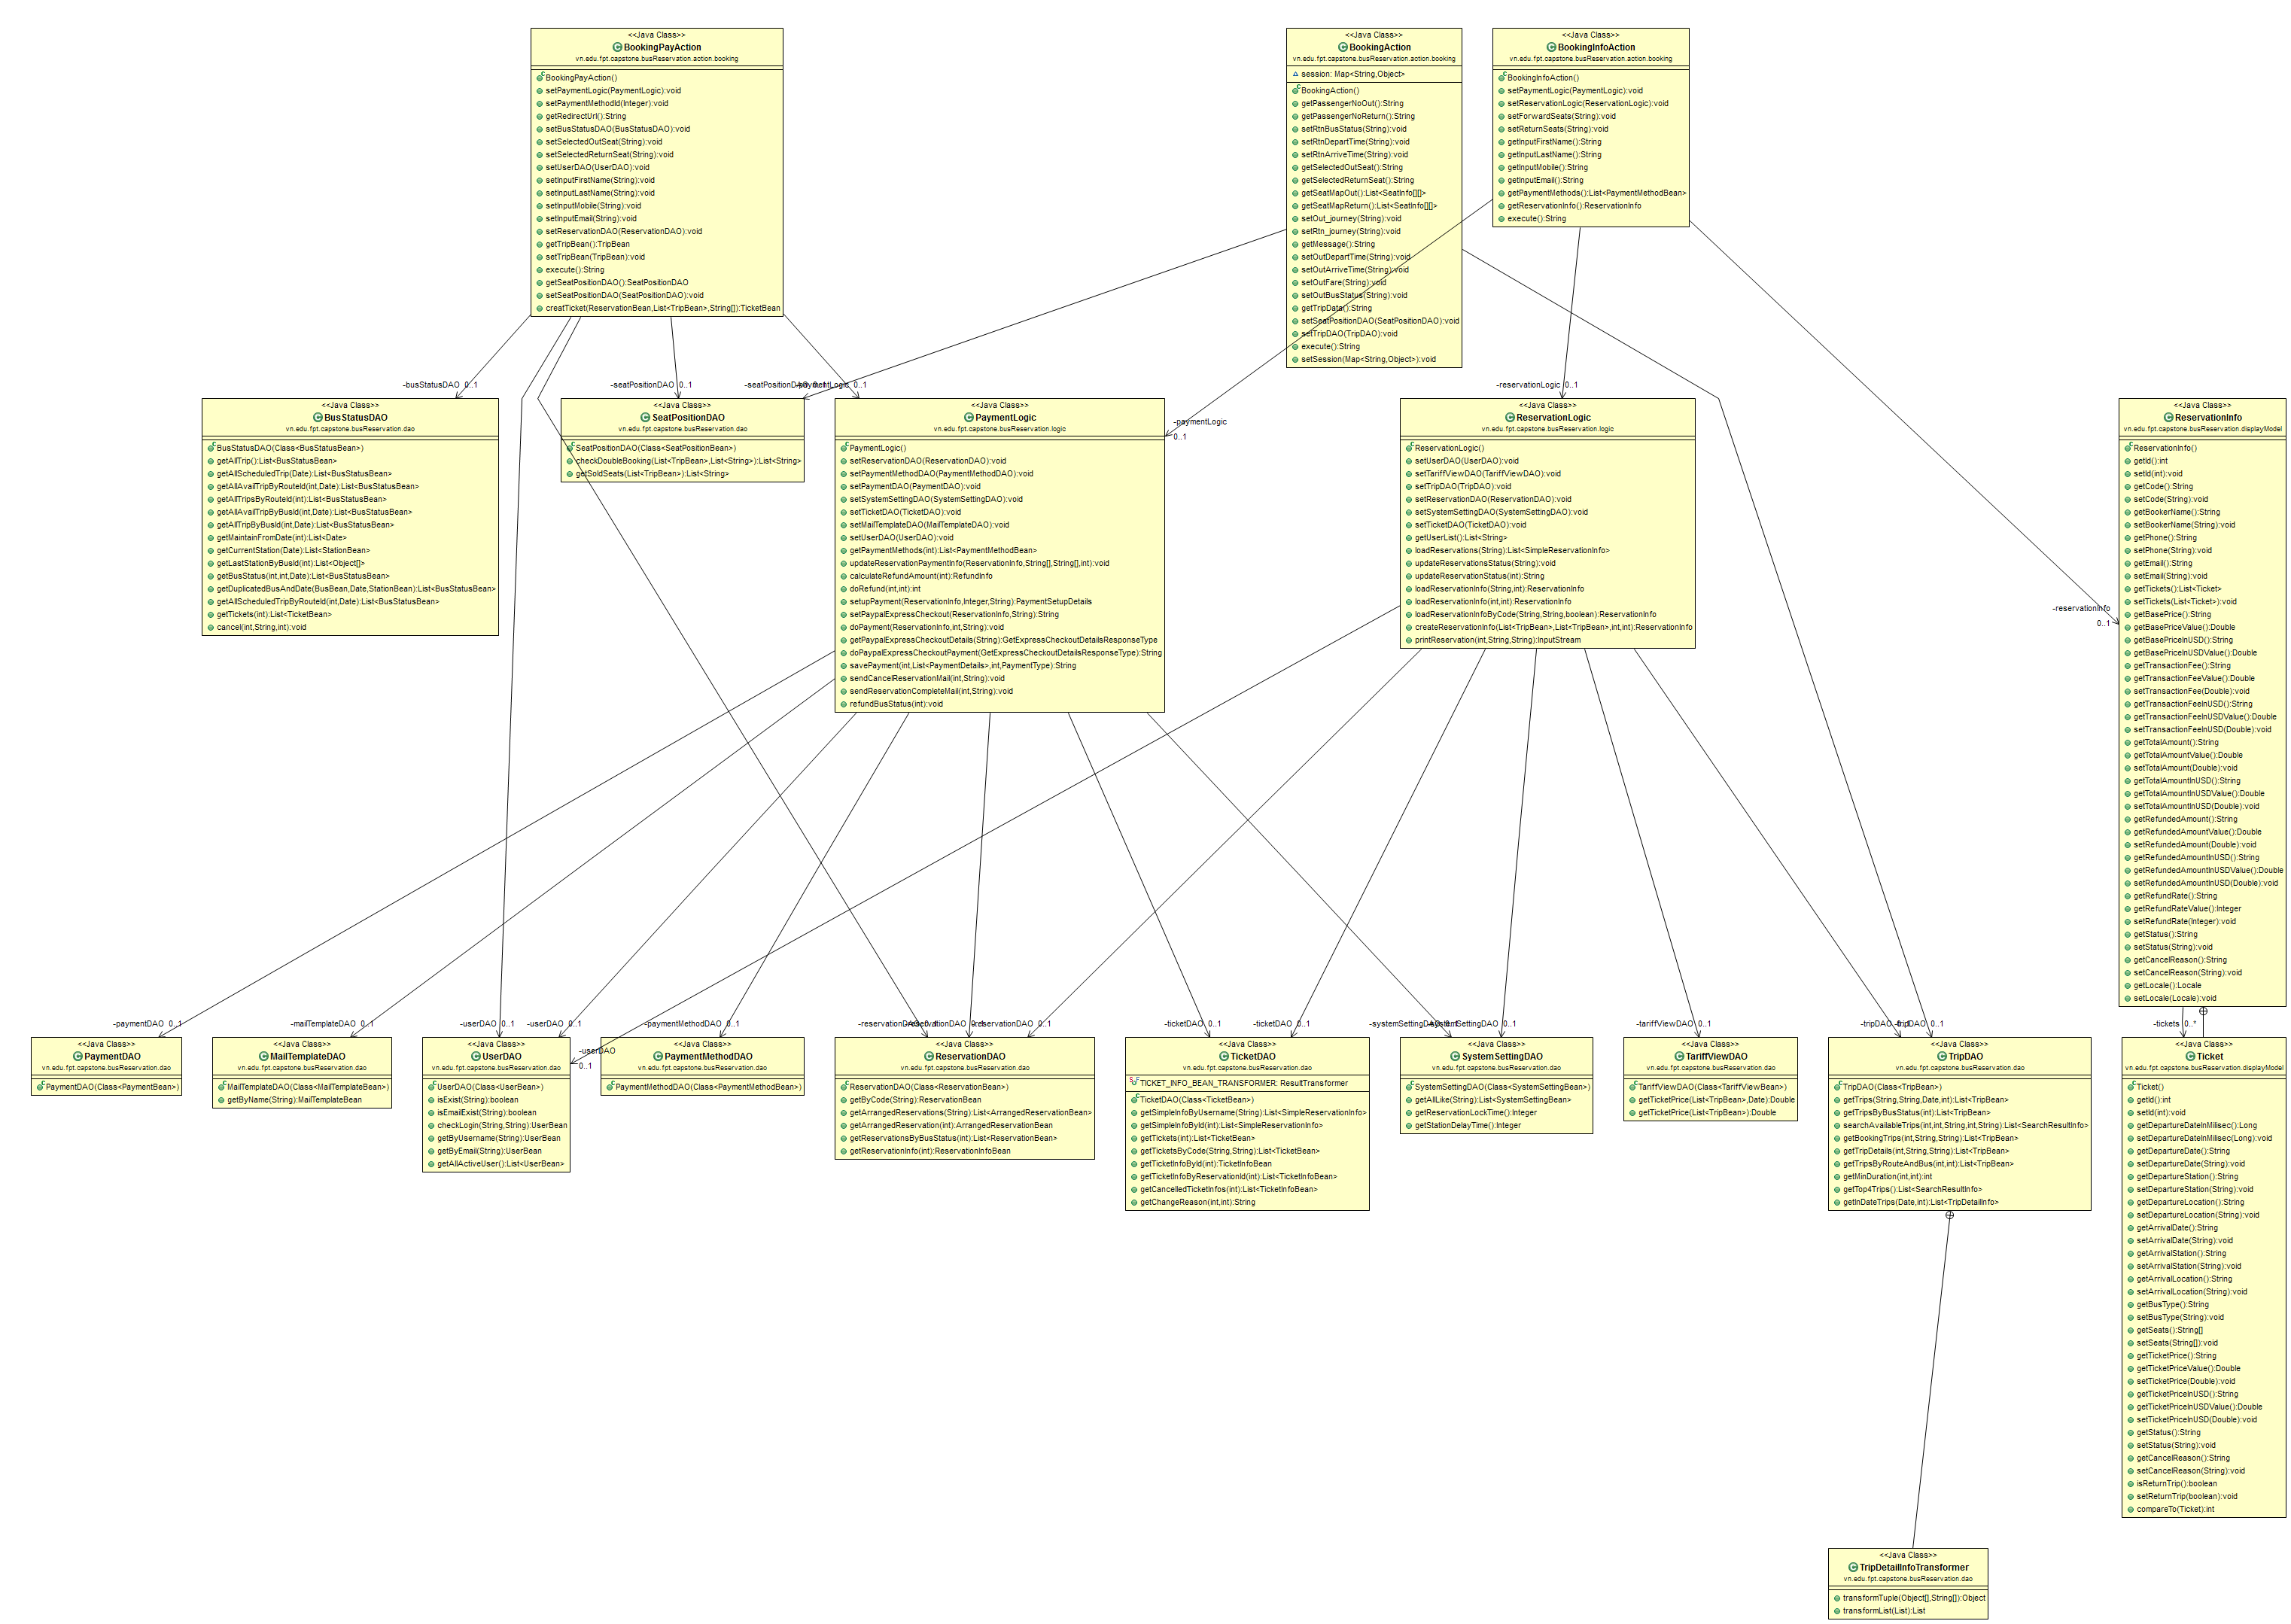 <<Java Class>>
BookingPayAction
vn.edu.fpt.capstone.busReservation.action.booking
BookingPayAction()
setPaymentLogic(PaymentLogic):void
setPaymentMethodId(Integer):void
getRedirectUrl():String
setBusStatusDAO(BusStatusDAO):void
setSelectedOutSeat(String):void
setSelectedReturnSeat(String):void
setUserDAO(UserDAO):void
setInputFirstName(String):void
setInputLastName(String):void
setInputMobile(String):void
setInputEmail(String):void
setReservationDAO(ReservationDAO):void
getTripBean():TripBean
setTripBean(TripBean):void
execute():String
getSeatPositionDAO():SeatPositionDAO
setSeatPositionDAO(SeatPositionDAO):void
creatTicket(ReservationBean,List<TripBean>,String[]):TicketBean
<<Java Class>>
BookingAction
vn.edu.fpt.capstone.busReservation.action.booking
session: Map<String,Object>
BookingAction()
getPassengerNoOut():String
getPassengerNoReturn():String
setRtnBusStatus(String):void
setRtnDepartTime(String):void
setRtnArriveTime(String):void
getSelectedOutSeat():String
getSelectedReturnSeat():String
getSeatMapOut():List<SeatInfo[][]>
getSeatMapReturn():List<SeatInfo[][]>
setOut_journey(String):void
setRtn_journey(String):void
getMessage():String
setOutDepartTime(String):void
setOutArriveTime(String):void
setOutFare(String):void
setOutBusStatus(String):void
getTripData():String
setSeatPositionDAO(SeatPositionDAO):void
setTripDAO(TripDAO):void
execute():String
setSession(Map<String,Object>):void
<<Java Class>>
BookingInfoAction
vn.edu.fpt.capstone.busReservation.action.booking
BookingInfoAction()
setPaymentLogic(PaymentLogic):void
setReservationLogic(ReservationLogic):void
setForwardSeats(String):void
setReturnSeats(String):void
getInputFirstName():String
getInputLastName():String
getInputMobile():String
getInputEmail():String
getPaymentMethods():List<PaymentMethodBean>
getReservationInfo():ReservationInfo
execute():String
-busStatusDAO 0..1
-seatPositionDAO 0..1
-seatPositionDAO 0..1
-paymentLogic 0..1
-reservationLogic 0..1
-paymentLogic
0..1
-reservationInfo
0..1
<<Java Class>>
BusStatusDAO
vn.edu.fpt.capstone.busReservation.dao
BusStatusDAO(Class<BusStatusBean>)
getAllTrip():List<BusStatusBean>
getAllScheduledTrip(Date):List<BusStatusBean>
getAllAvailTripByRouteId(int,Date):List<BusStatusBean>
getAllTripsByRouteId(int):List<BusStatusBean>
getAllAvailTripByBusId(int,Date):List<BusStatusBean>
getAllTripByBusId(int,Date):List<BusStatusBean>
getMaintainFromDate(int):List<Date>
getCurrentStation(Date):List<StationBean>
getLastStationByBusId(int):List<Object[]>
getBusStatus(int,int,Date):List<BusStatusBean>
getDuplicatedBusAndDate(BusBean,Date,StationBean):List<BusStatusBean>
getAllScheduledTripByRouteId(int,Date):List<BusStatusBean>
getTickets(int):List<TicketBean>
cancel(int,String,int):void
<<Java Class>>
SeatPositionDAO
vn.edu.fpt.capstone.busReservation.dao
SeatPositionDAO(Class<SeatPositionBean>)
checkDoubleBooking(List<TripBean>,List<String>):List<String>
getSoldSeats(List<TripBean>):List<String>
<<Java Class>>
PaymentLogic
vn.edu.fpt.capstone.busReservation.logic
PaymentLogic()
setReservationDAO(ReservationDAO):void
setPaymentMethodDAO(PaymentMethodDAO):void
setPaymentDAO(PaymentDAO):void
setSystemSettingDAO(SystemSettingDAO):void
setTicketDAO(TicketDAO):void
setMailTemplateDAO(MailTemplateDAO):void
setUserDAO(UserDAO):void
getPaymentMethods(int):List<PaymentMethodBean>
updateReservationPaymentInfo(ReservationInfo,String[],String[],int):void
calculateRefundAmount(int):RefundInfo
doRefund(int,int):int
setupPayment(ReservationInfo,Integer,String):PaymentSetupDetails
setPaypalExpressCheckout(ReservationInfo,String):String
doPayment(ReservationInfo,int,String):void
getPaypalExpressCheckoutDetails(String):GetExpressCheckoutDetailsResponseType
doPaypalExpressCheckoutPayment(GetExpressCheckoutDetailsResponseType):String
savePayment(int,List<PaymentDetails>,int,PaymentType):String
sendCancelReservationMail(int,String):void
sendReservationCompleteMail(int,String):void
refundBusStatus(int):void
<<Java Class>>
ReservationLogic
vn.edu.fpt.capstone.busReservation.logic
ReservationLogic()
setUserDAO(UserDAO):void
setTariffViewDAO(TariffViewDAO):void
setTripDAO(TripDAO):void
setReservationDAO(ReservationDAO):void
setSystemSettingDAO(SystemSettingDAO):void
setTicketDAO(TicketDAO):void
getUserList():List<String>
loadReservations(String):List<SimpleReservationInfo>
updateReservationsStatus(String):void
updateReservationStatus(int):String
loadReservationInfo(String,int):ReservationInfo
loadReservationInfo(int,int):ReservationInfo
loadReservationInfoByCode(String,String,boolean):ReservationInfo
createReservationInfo(List<TripBean>,List<TripBean>,int,int):ReservationInfo
printReservation(int,String,String):InputStream
<<Java Class>>
ReservationInfo
vn.edu.fpt.capstone.busReservation.displayModel
ReservationInfo()
getId():int
setId(int):void
getCode():String
setCode(String):void
getBookerName():String
setBookerName(String):void
getPhone():String
setPhone(String):void
getEmail():String
setEmail(String):void
getTickets():List<Ticket>
setTickets(List<Ticket>):void
getBasePrice():String
getBasePriceValue():Double
getBasePriceInUSD():String
getBasePriceInUSDValue():Double
getTransactionFee():String
getTransactionFeeValue():Double
setTransactionFee(Double):void
getTransactionFeeInUSD():String
getTransactionFeeInUSDValue():Double
setTransactionFeeInUSD(Double):void
getTotalAmount():String
getTotalAmountValue():Double
setTotalAmount(Double):void
getTotalAmountInUSD():String
getTotalAmountInUSDValue():Double
setTotalAmountInUSD(Double):void
getRefundedAmount():String
getRefundedAmountValue():Double
setRefundedAmount(Double):void
getRefundedAmountInUSD():String
getRefundedAmountInUSDValue():Double
setRefundedAmountInUSD(Double):void
getRefundRate():String
getRefundRateValue():Integer
setRefundRate(Integer):void
getStatus():String
setStatus(String):void
getCancelReason():String
setCancelReason(String):void
getLocale():Locale
setLocale(Locale):void
-paymentDAO 0..1
-mailTemplateDAO 0..1
-userDAO 0..1
-userDAO 0..1
-userDAO
0..1
-paymentMethodDAO 0..1
-reservationDAO 0..1
-reservationDAO 0..1
-reservationDAO 0..1
-ticketDAO 0..1
-ticketDAO 0..1
-systemSettingDAO 0..1
-systemSettingDAO 0..1
-tariffViewDAO 0..1
-tripDAO 0..1
-tripDAO 0..1
-tickets 0..*
<<Java Class>>
PaymentDAO
vn.edu.fpt.capstone.busReservation.dao
PaymentDAO(Class<PaymentBean>)
<<Java Class>>
MailTemplateDAO
vn.edu.fpt.capstone.busReservation.dao
MailTemplateDAO(Class<MailTemplateBean>)
getByName(String):MailTemplateBean
<<Java Class>>
UserDAO
vn.edu.fpt.capstone.busReservation.dao
UserDAO(Class<UserBean>)
isExist(String):boolean
isEmailExist(String):boolean
checkLogin(String,String):UserBean
getByUsername(String):UserBean
getByEmail(String):UserBean
getAllActiveUser():List<UserBean>
<<Java Class>>
PaymentMethodDAO
vn.edu.fpt.capstone.busReservation.dao
PaymentMethodDAO(Class<PaymentMethodBean>)
<<Java Class>>
ReservationDAO
vn.edu.fpt.capstone.busReservation.dao
ReservationDAO(Class<ReservationBean>)
getByCode(String):ReservationBean
getArrangedReservations(String):List<ArrangedReservationBean>
getArrangedReservation(int):ArrangedReservationBean
getReservationsByBusStatus(int):List<ReservationBean>
getReservationInfo(int):ReservationInfoBean
<<Java Class>>
TicketDAO
vn.edu.fpt.capstone.busReservation.dao
TICKET_INFO_BEAN_TRANSFORMER: ResultTransformer
TicketDAO(Class<TicketBean>)
getSimpleInfoByUsername(String):List<SimpleReservationInfo>
getSimpleInfoById(int):List<SimpleReservationInfo>
getTickets(int):List<TicketBean>
getTicketsByCode(String,String):List<TicketBean>
getTicketInfoById(int):TicketInfoBean
getTicketInfoByReservationId(int):List<TicketInfoBean>
getCancelledTicketInfos(int):List<TicketInfoBean>
getChangeReason(int,int):String
<<Java Class>>
SystemSettingDAO
vn.edu.fpt.capstone.busReservation.dao
SystemSettingDAO(Class<SystemSettingBean>)
getAllLike(String):List<SystemSettingBean>
getReservationLockTime():Integer
getStationDelayTime():Integer
<<Java Class>>
TariffViewDAO
vn.edu.fpt.capstone.busReservation.dao
TariffViewDAO(Class<TariffViewBean>)
getTicketPrice(List<TripBean>,Date):Double
getTicketPrice(List<TripBean>):Double
<<Java Class>>
TripDAO
vn.edu.fpt.capstone.busReservation.dao
TripDAO(Class<TripBean>)
getTrips(String,String,Date,int):List<TripBean>
getTripsByBusStatus(int):List<TripBean>
searchAvailableTrips(int,int,String,int,String):List<SearchResultInfo>
getBookingTrips(int,String,String):List<TripBean>
getTripDetails(int,String,String):List<TripBean>
getTripsByRouteAndBus(int,int):List<TripBean>
getMinDuration(int,int):int
getTop4Trips():List<SearchResultInfo>
getInDateTrips(Date,int):List<TripDetailInfo>
<<Java Class>>
Ticket
vn.edu.fpt.capstone.busReservation.displayModel
Ticket()
getId():int
setId(int):void
getDepartureDateInMilisec():Long
setDepartureDateInMilisec(Long):void
getDepartureDate():String
setDepartureDate(String):void
getDepartureStation():String
setDepartureStation(String):void
getDepartureLocation():String
setDepartureLocation(String):void
getArrivalDate():String
setArrivalDate(String):void
getArrivalStation():String
setArrivalStation(String):void
getArrivalLocation():String
setArrivalLocation(String):void
getBusType():String
setBusType(String):void
getSeats():String[]
setSeats(String[]):void
getTicketPrice():String
getTicketPriceValue():Double
setTicketPrice(Double):void
getTicketPriceInUSD():String
getTicketPriceInUSDValue():Double
setTicketPriceInUSD(Double):void
getStatus():String
setStatus(String):void
getCancelReason():String
setCancelReason(String):void
isReturnTrip():boolean
setReturnTrip(boolean):void
compareTo(Ticket):int
<<Java Class>>
TripDetailInfoTransformer
vn.edu.fpt.capstone.busReservation.dao
transformTuple(Object[],String[]):Object
transformList(List):List